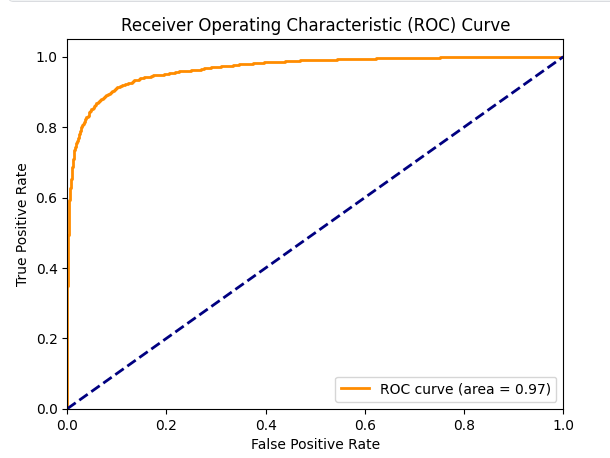 Receiver Operating Characteristic (ROC) Curve
1.0
0.8
0.6
0.4
0.2
0.0
True Positive Rate
ROC curve (area = 0.97)
0.0 0.2 0.4 0.6 0.8 1.0
False Positive Rate